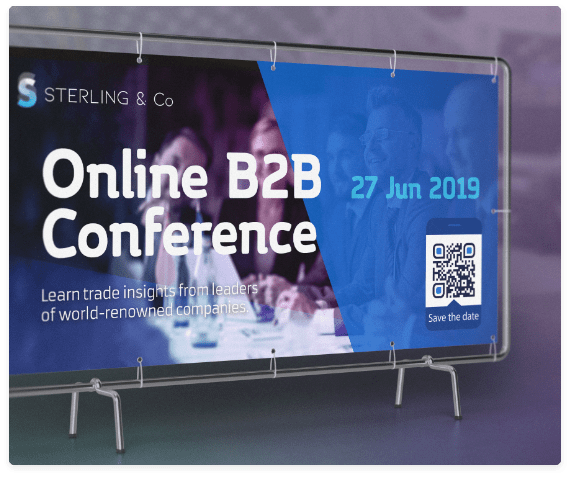 S STERLING & Co
Online B2B
Conference
27 Jun 2019
Learn trade insights from leaders
of world-renowned companies.
Save the date